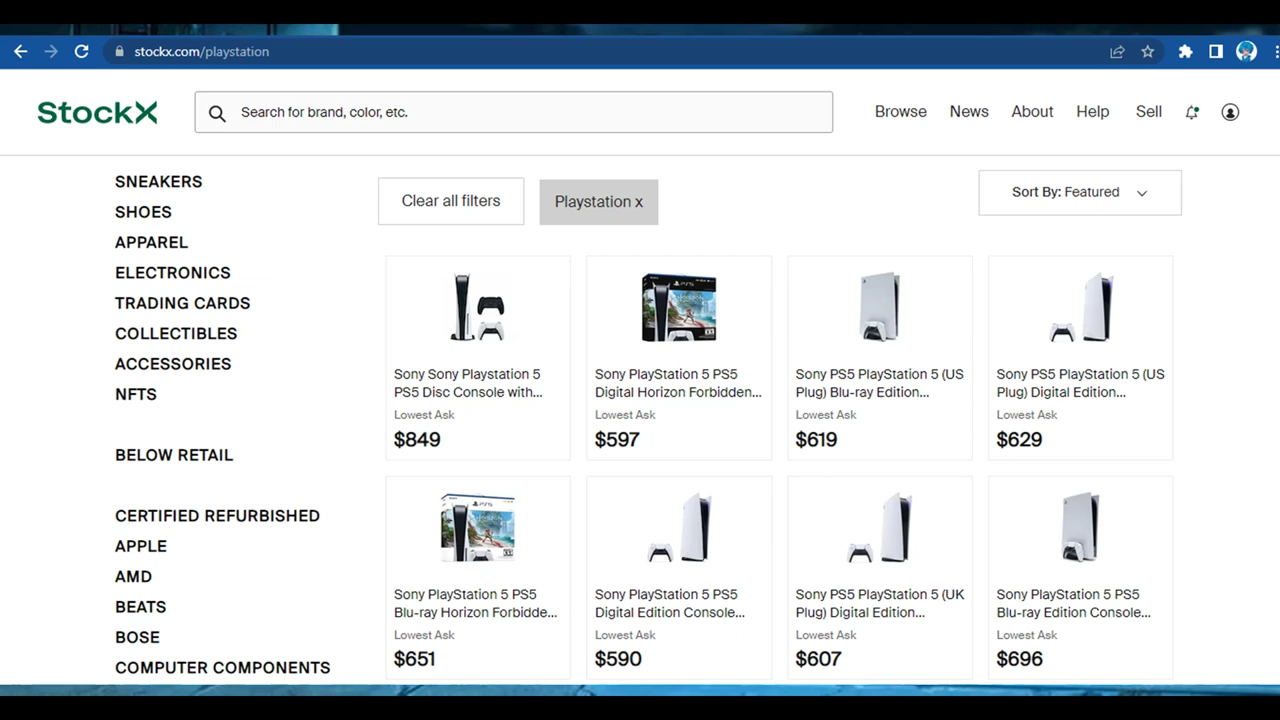 stockx.com/playstation
StockX
Search for brand, color, etc.
Browse
News
About
Help
Sell
SNEAKERS
SHOES
APPAREL
ELECTRONICS
TRADING CARDS
COLLECTIBLES
ACCESSORIES
NFTS
BELOW RETAIL
CERTIFIED REFURBISHED
APPLE
AMD
BEATS
BOSE
COMPUTER COMPONENTS
Clear all filters
Playstation x
Sort By: Featured
Sony Sony Playstation 5
PS5 Disc Console with...
Lowest Ask
$849
Sony PlayStation 5 PS5
Digital Horizon Forbidden...
Lowest Ask
$597
Sony PS5 PlayStation 5 (US
Plug) Blu-ray Edition...
Lowest Ask
$619
Sony PS5 PlayStation 5 (US
Plug) Digital Edition...
Lowest Ask
$629
Sony PlayStation 5 PS5
Blu-ray Horizon Forbidde...
Lowest Ask
$651
Sony PlayStation 5 PS5
Digital Edition Console...
Lowest Ask
$590
Sony PS5 PlayStation 5 (UK
Plug) Digital Edition...
Lowest Ask
$607
Sony PlayStation 5 PS5
Blu-ray Edition Console...
Lowest Ask
$696